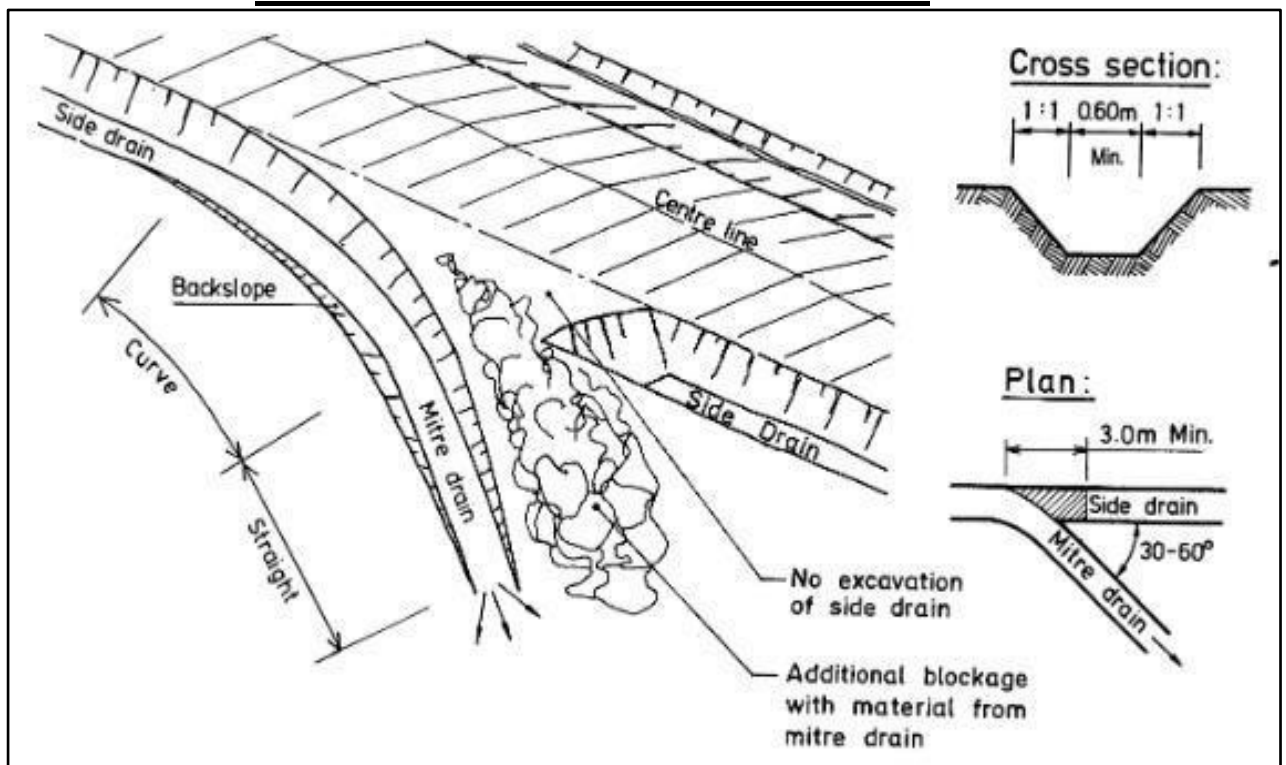 Side drain
Backslope
Curve
Straight
Mitre drain
Centre line
Side Drain
No excavation
of side drain
Additional blockage
with material from
mitre drain
Cross section:
1:1 0.60m 1:1
Min.
Plan:
3.0m Min.
Side drain
30-60°
Mitre drain